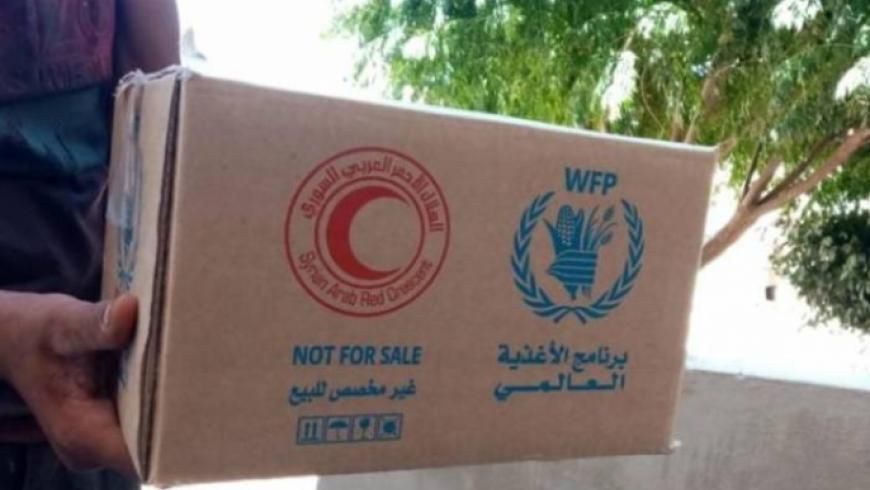 الهلال الأحمر العربي السوري
Syrian Arab Red Crescent
NOT FOR SALE
غير مخصص للبيع
WFP
برنامج الأغذية
العالمي